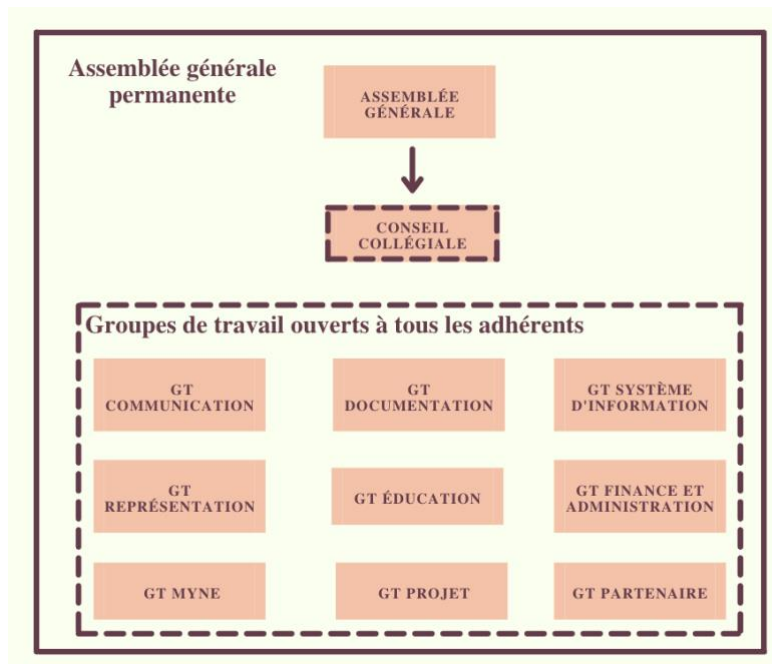 Assemblée générale
permanente
ASSEMBLÉE
GÉNÉRALE
CONSEIL
COLLÉGIALE
Groupes de travail ouverts à tous les adhérents
GT
COMMUNICATION
GT
DOCUMENTATION
GT SYSTÈME
D'INFORMATION
GT
REPRÉSENTATION
GT ÉDUCATION
GT FINANCE ET
ADMINISTRATION
GT MYNE
GT PROJET
GT PARTENAIRE